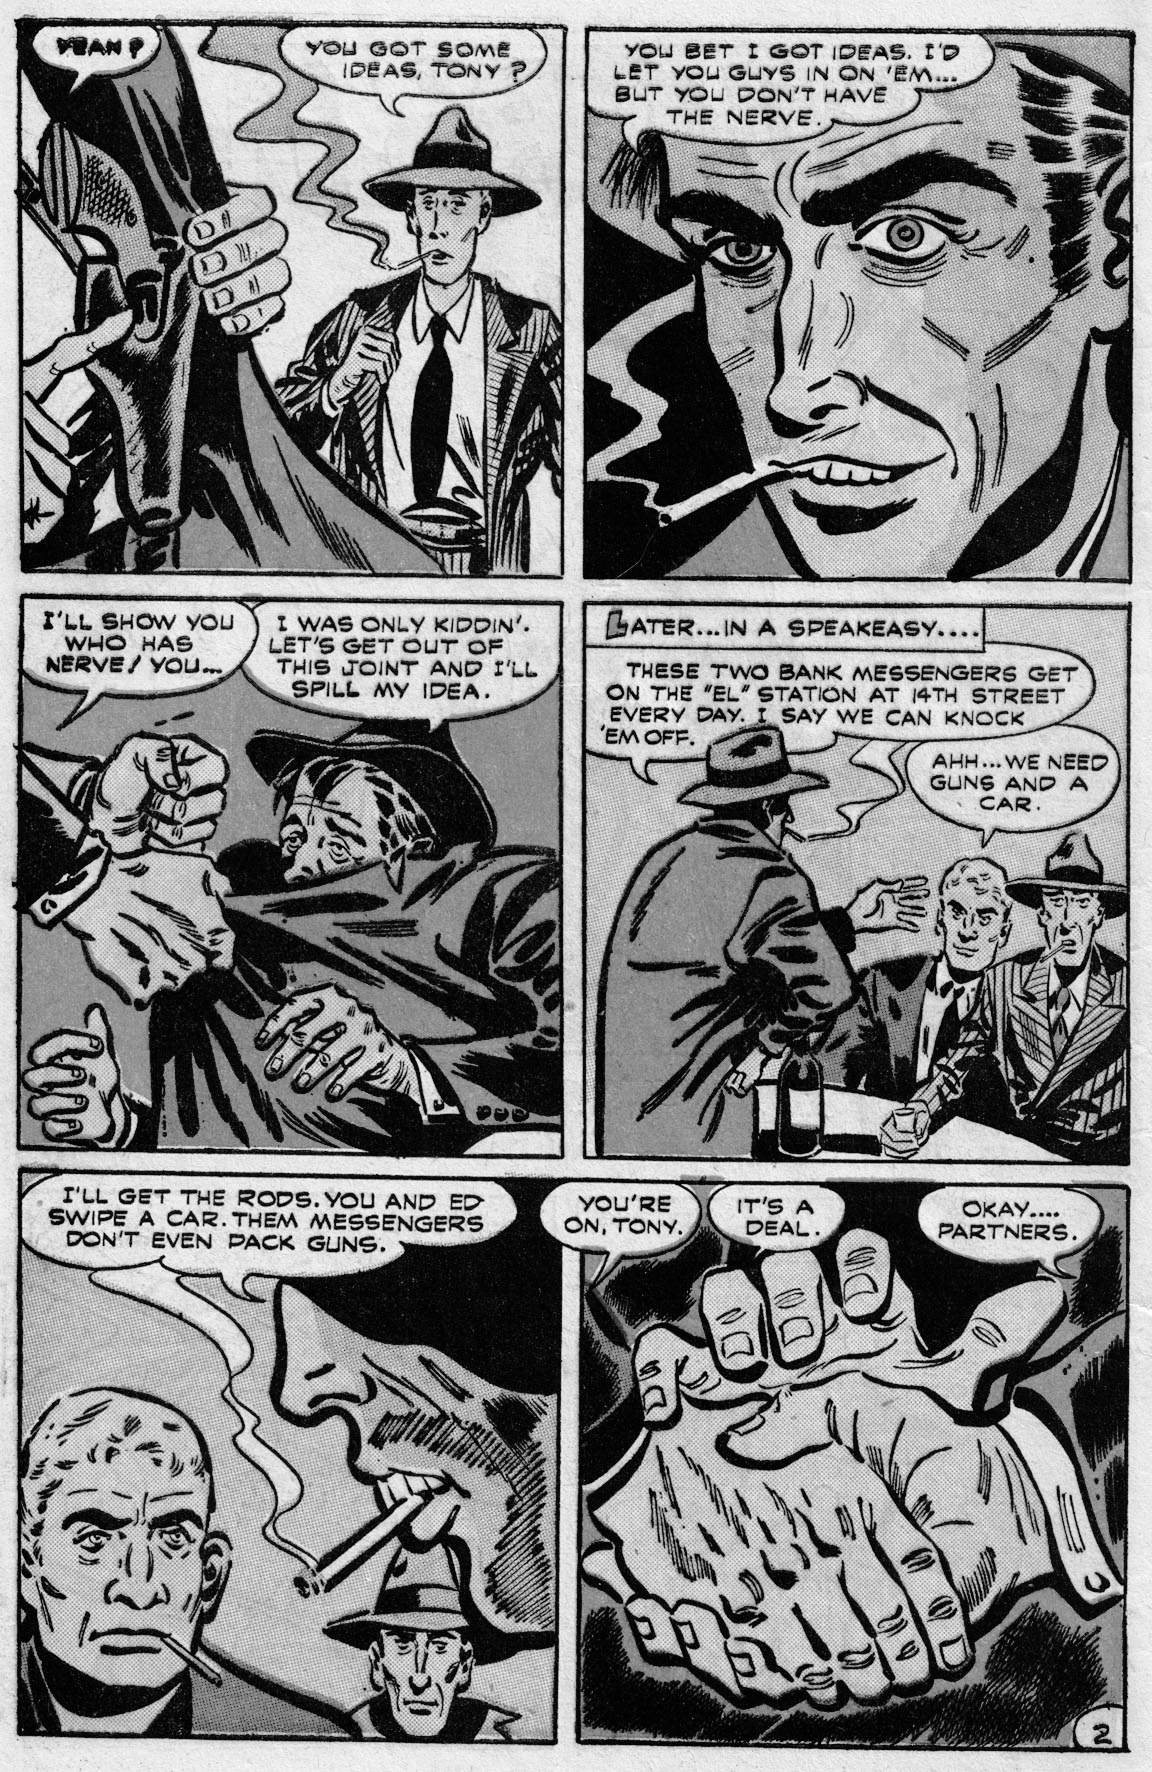 YEAH?
YOU GOT SOME
IDEAS, TONY?
YOU BET I GOT IDEAS. I'D
LET YOU GUYS IN ON 'EM...
BUT YOU DON'T HAVE
THE NERVE.
I'LL SHOW YOU
WHO HAS
NERVE! YOU...
I WAS ONLY KIDDIN'.
LET'S GET OUT OF
THIS JOINT AND I'LL
SPILL MY IDEA.
LATER...IN A SPEAKEASY....
THESE TWO BANK MESSENGERS GET
ON THE "EL" STATION AT 14TH STREET
EVERY DAY. I SAY WE CAN KNOCK
'EM OFF.
AHH...WE NEED
GUNS AND A
CAR.
I'LL GET THE RODS. YOU AND ED
SWIPE A CAR. THEM MESSENGERS
DON'T EVEN PACK GUNS.
YOU'RE
ON, TONY.
IT'S A
DEAL.
OKAY....
PARTNERS.
2